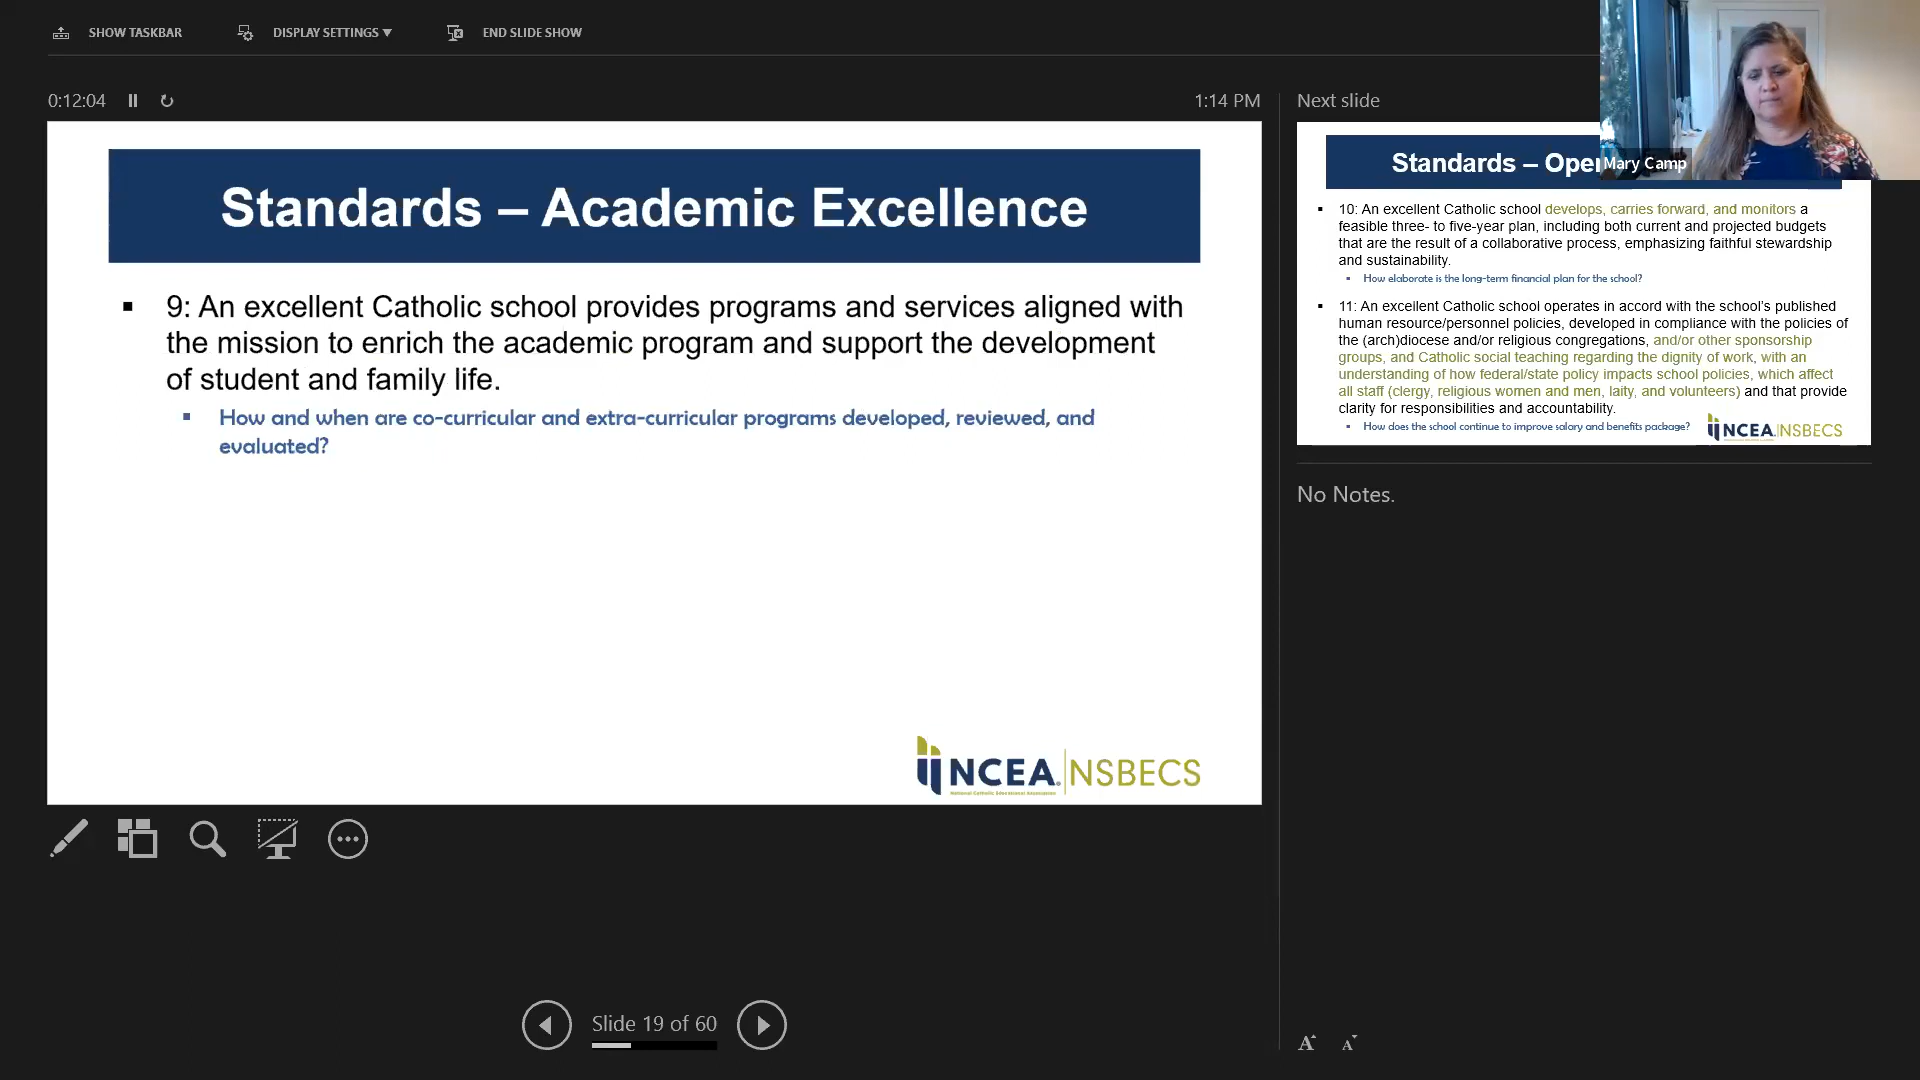 SHOW TASKBAR
DISPLAY SETTINGS ▼
END SLIDE SHOW
0:12:04
1:14 PM
Standards – Academic Excellence
▪ 9: An excellent Catholic school provides programs and services aligned with
the mission to enrich the academic program and support the development
of student and family life.
▪ How and when are co-curricular and extra-curricular programs developed, reviewed, and
evaluated?
NCEA
NSBECS
National Catholic Educational Association
Slide 19 of 60
Next slide
Mary Camp
Standards –
▪ 10: An excellent Catholic school develops, carries forward, and monitors a
feasible three- to five-year plan, including both current and projected budgets
that are the result of a collaborative process, emphasizing faithful stewardship
and sustainability.
▪ How elaborate is the long-term financial plan for the school?
▪ 11: An excellent Catholic school operates in accord with the school's published
human resource/personnel policies, developed in compliance with the policies of
the (arch)diocese and/or religious congregations, and/or other sponsorship
groups, and Catholic social teaching regarding the dignity of work, with an
understanding of how federal/state policy impacts school policies, which affect
all staff (clergy, religious women and men, laity, and volunteers) and that provide
clarity for responsibilities and accountability.
▪ How does the school continue to improve salary and benefits package?
NCEA NSBECS
No Notes.
A A